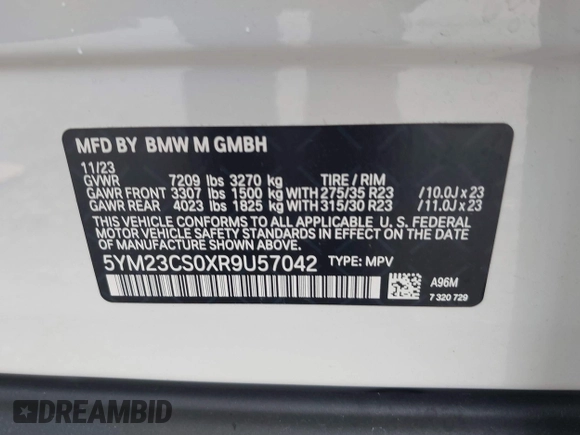 MFD BY BMW M GMBH
11/23
GVWR 7209 lbs 3270 kg TIRE / RIM
GAWR FRONT 3307 lbs 1500 kg WITH 275/35 R23 /10.0J x 23
GAWR REAR 4023 lbs 1825 kg WITH 315/30 R23 /11.0J x 23
THIS VEHICLE CONFORMS TO ALL APPLICABLE U. S. FEDERAL
MOTOR VEHICLE SAFETY STANDARDS IN EFFECT ON THE
DATE OF MANUFACTURE SHOWN ABOVE.
5YM23CS0XR9U57042 TYPE: MPV
A96M
7 320 729
DREAMBID